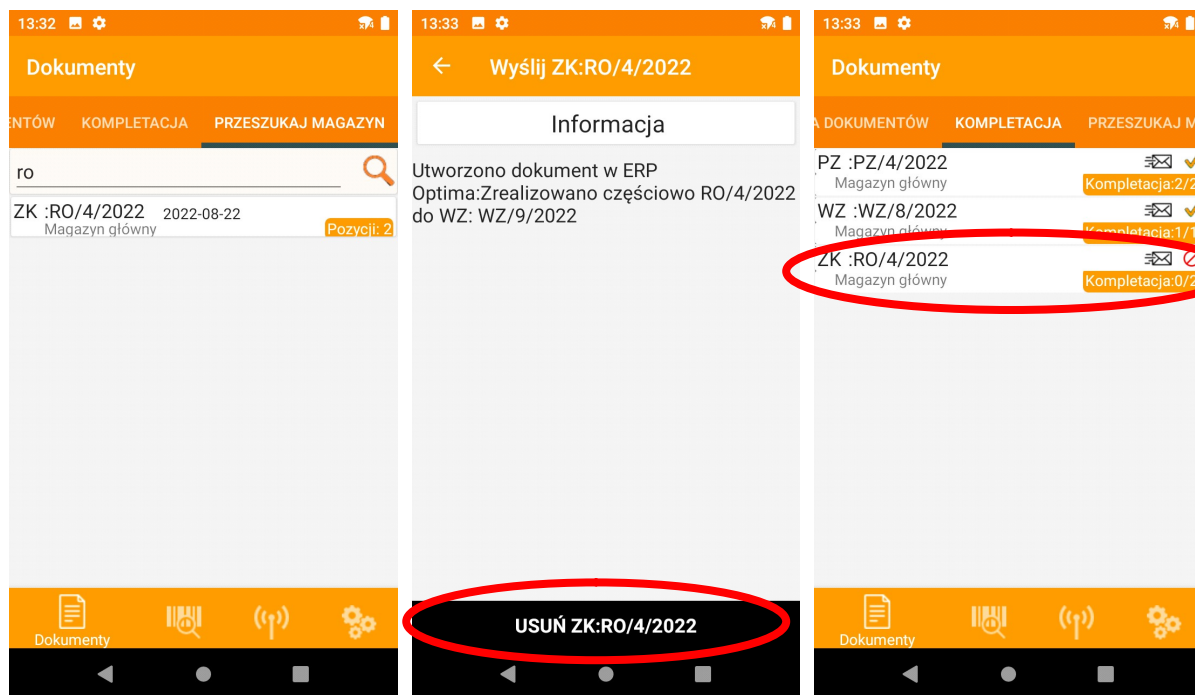 13:32
Dokumenty
ENTÓW KOMPLETACJA PRZESZUKAJ MAGAZYN
ro
ZK :RO/4/2022 2022-08-22
Magazyn główny Pozycji: 2
Dokumenty
13:33
Wyślij ZK:RO/4/2022
Informacja
Utworzono dokument w ERP
Optima:Zrealizowano częściowo RO/4/2022
do WZ: WZ/9/2022
USUŃ ZK:RO/4/2022
13:33
Dokumenty
A DOKUMENTÓW KOMPLETACJA PRZESZUKAJ M
PZ :PZ/4/2022
Magazyn główny Kompletacja:2/2
WZ :WZ/8/2022
Magazyn główny Kompletacja:1/1
ZK :RO/4/2022
Magazyn główny Kompletacja:0/2
Dokumenty